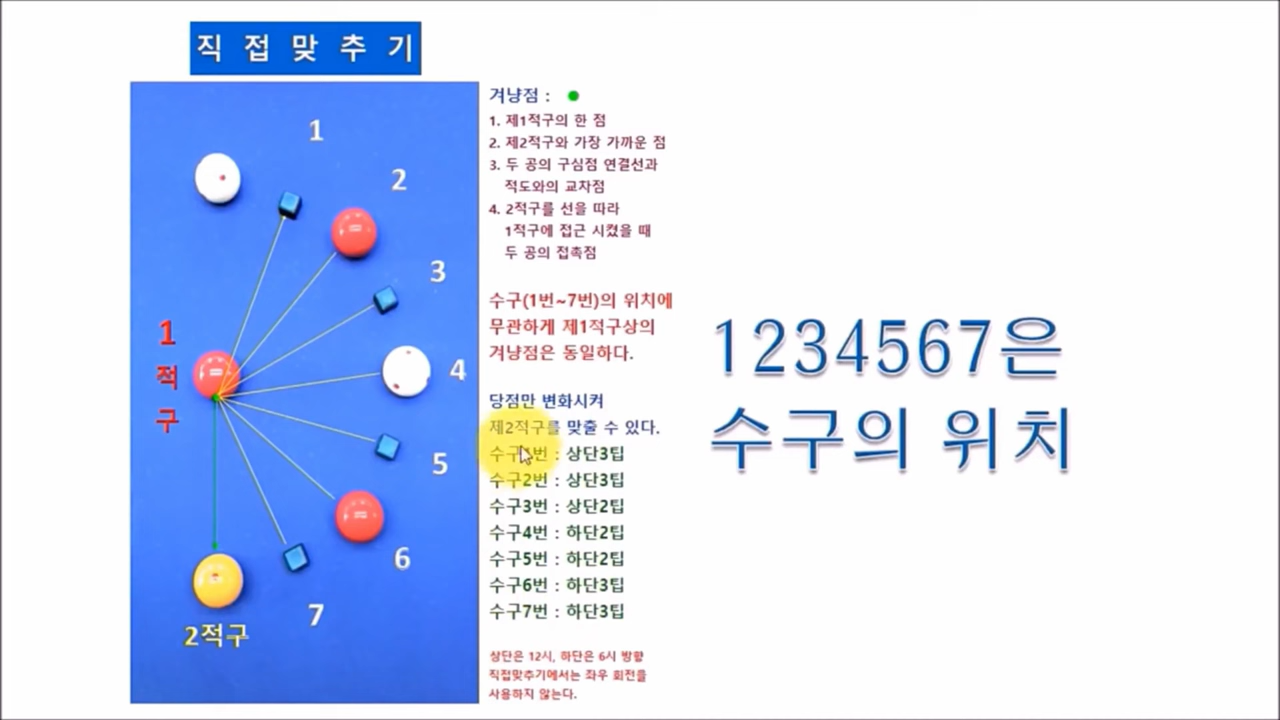 직접맞추기
1
2
3
4
5
6
7
1
적
구
2적구
겨냥점 :
1. 제1적구의 한 점
2. 제2적구와 가장 가까운 점
3. 두 공의 구심점 연결선과
적도와의 교차점
4. 2적구를 선을 따라
1적구에 접근 시켰을 때
두 공의 접촉점
수구(1번~7번)의 위치에
무관하게 제1적구상의
겨냥점은 동일하다.
당점만 변화시켜
제2적구를 맞출 수 있다.
수구1번 : 상단3팁
수구2번 : 상단3팁
수구3번 : 상단2팁
수구4번 : 하단2팁
수구5번 : 하단2팁
수구6번 : 하단3팁
수구7번 : 하단3팁
상단은 12시, 하단은 6시 방향
직접맞추기에서는 좌우 회전을
사용하지 않는다.
1234567은
수구의 위치